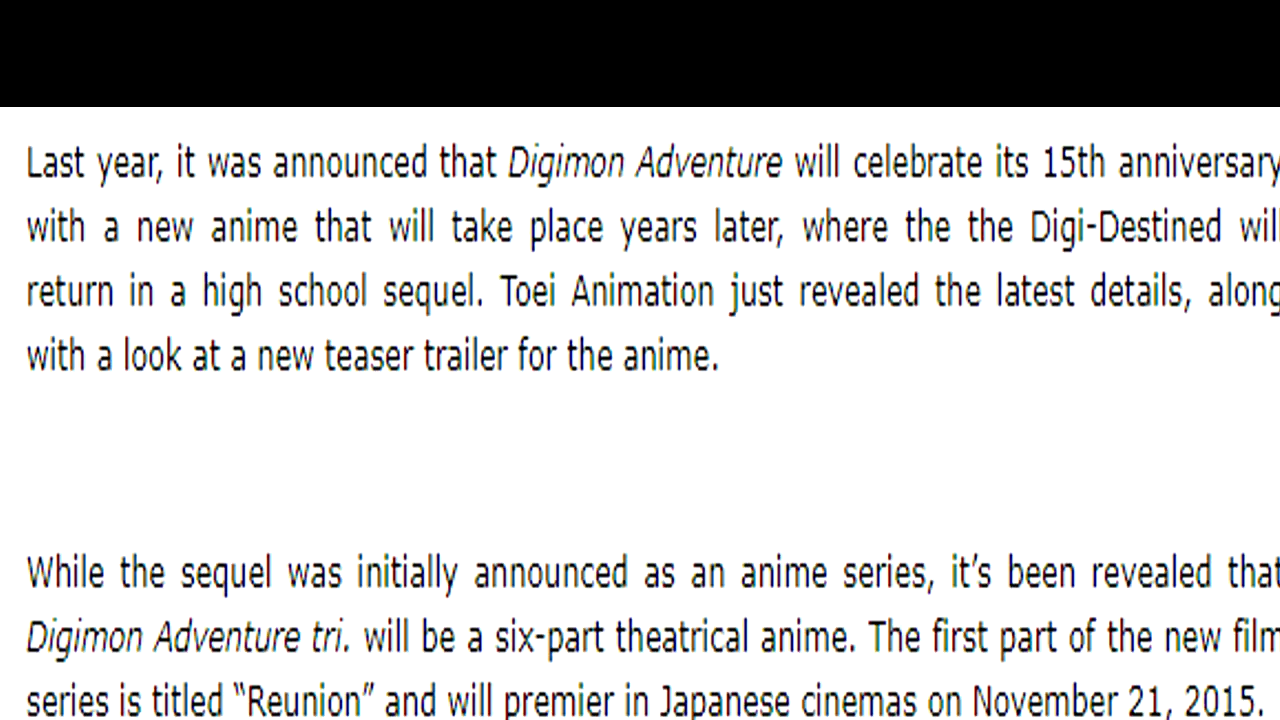 Last year, it was announced that Digimon Adventure will celebrate its 15th anniversary
with a new anime that will take place years later, where the the Digi-Destined will
return in a high school sequel. Toei Animation just revealed the latest details, along
with a look at a new teaser trailer for the anime.
While the sequel was initially announced as an anime series, it’s been revealed that
Digimon Adventure tri. will be a six-part theatrical anime. The first part of the new film
series is titled “Reunion” and will premier in Japanese cinemas on November 21, 2015.